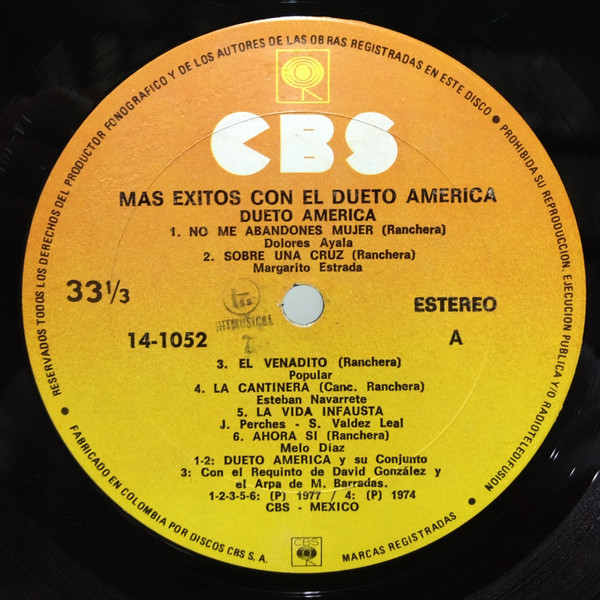 RESERVADOS TODOS LOS DERECHOS DEL PRODUCTOR FONOGRAFICO Y DE LOS AUTORES DE LAS OBRAS REGISTRADAS EN ESTE DISCO • PROHIBIDA SU REPRODUCCION, EJECUCION PUBLICA Y/O RADIOTELEDIFUSION
CBS
MAS EXITOS CON EL DUETO AMERICA
DUETO AMERICA
1. NO ME ABANDONES MUJER (Ranchera)
Dolores Ayala
2. SOBRE UNA CRUZ (Ranchera)
Margarito Estrada
33 1/3
ESTEREO
14-1052
A
3. EL VENADITO (Ranchera)
Popular
4. LA CANTINERA (Canc. Ranchera)
Esteban Navarrete
5. LA VIDA INFAUSTA
J. Perches - S. Valdez Leal
6. AHORA SI (Ranchera)
Melo Díaz
1-2: DUETO AMERICA y su Conjunto
3: Con el Requinto de David González y
el Arpa de M. Barradas.
1-2-3-5-6: (P) 1977 / 4: (P) 1974
CBS - MEXICO
• FABRICADO EN COLOMBIA POR DISCOS CBS S. A.
CBS
MARCAS REGISTRADAS •